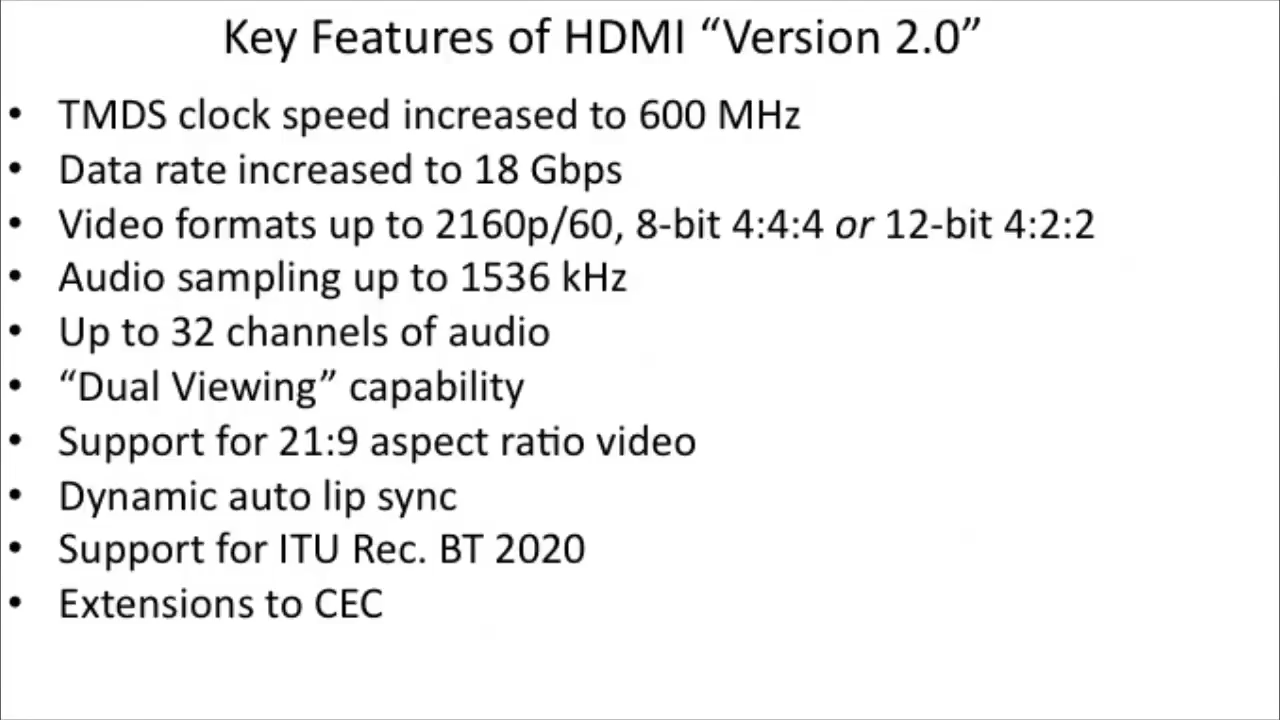 Key Features of HDMI “Version 2.0”
• TMDS clock speed increased to 600 MHz
• Data rate increased to 18 Gbps
• Video formats up to 2160p/60, 8-bit 4:4:4 or 12-bit 4:2:2
• Audio sampling up to 1536 kHz
• Up to 32 channels of audio
• “Dual Viewing” capability
• Support for 21:9 aspect ratio video
• Dynamic auto lip sync
• Support for ITU Rec. BT 2020
• Extensions to CEC